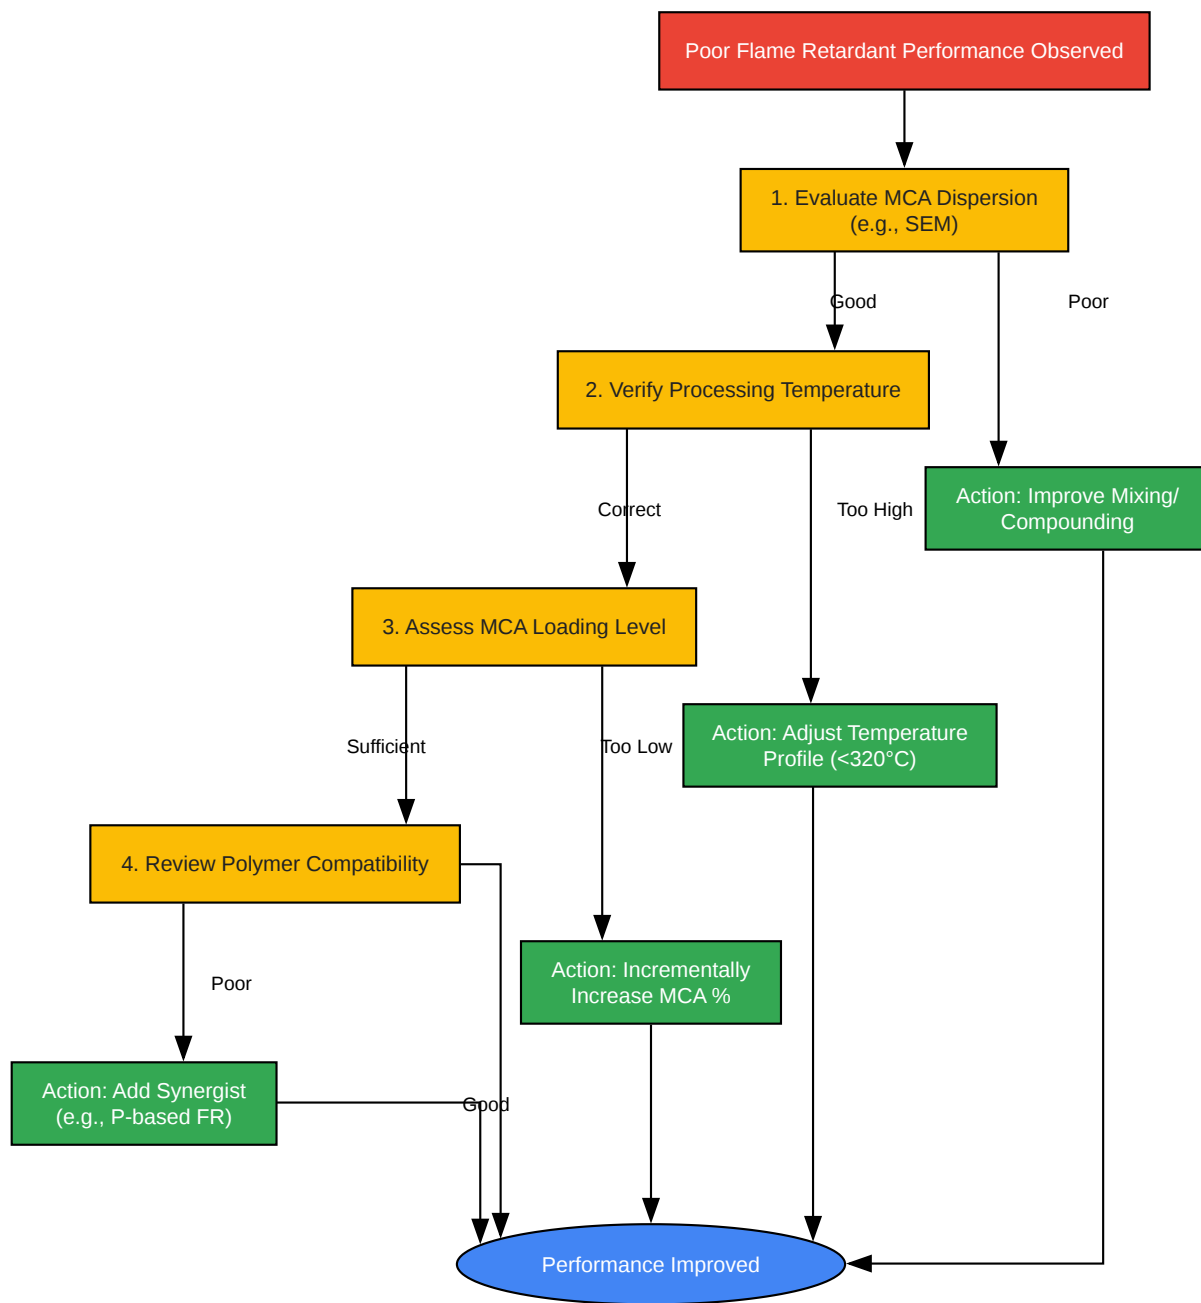 Poor Flame Retardant Performance Observed
1. Evaluate MCA Dispersion
(e.g., SEM)
Good
Poor
2. Verify Processing Temperature
Action: Improve Mixing/
Compounding
Correct
Too High
3. Assess MCA Loading Level
Action: Adjust Temperature
Profile (<320°C)
Sufficient
Too Low
4. Review Polymer Compatibility
Action: Incrementally
Increase MCA %
Poor
Action: Add Synergist
(e.g., P-based FR)
Good
Performance Improved